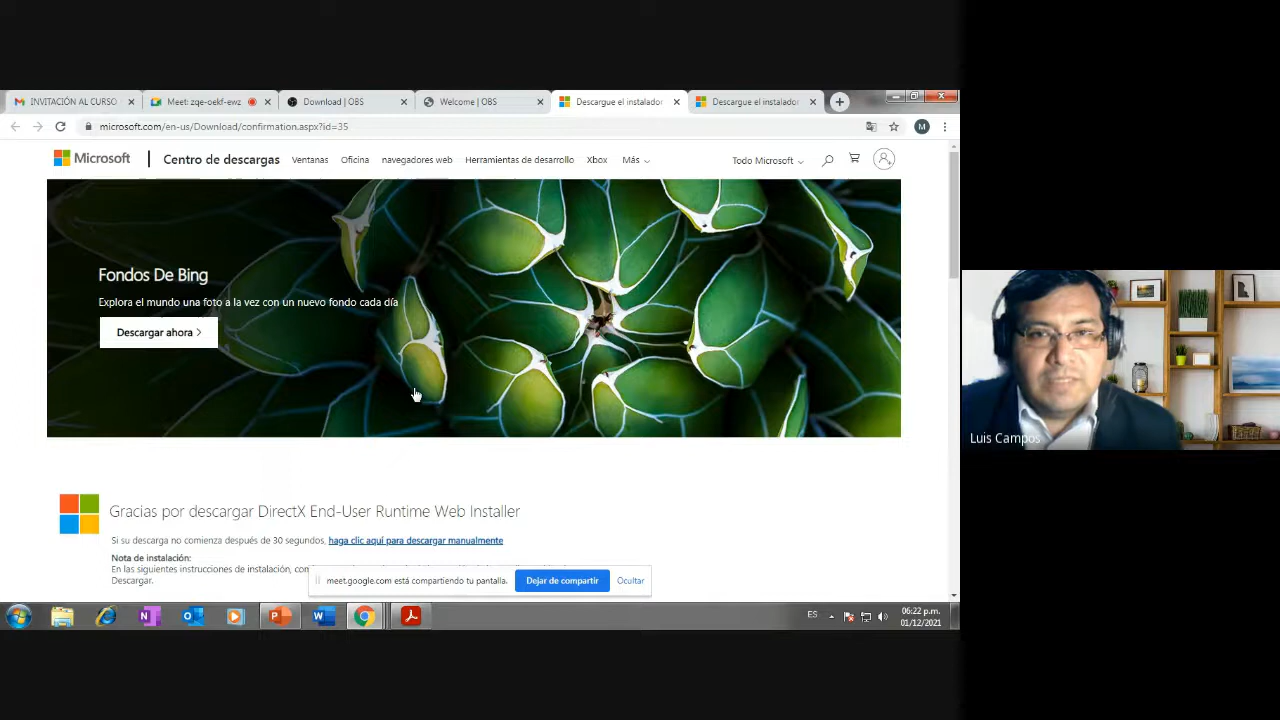 INVITACIÓN AL CURSO
Meet: zqe-oekf-ewz
Download | OBS
Welcome | OBS
Descargue el instalador
Descargue el instalador
microsoft.com/en-us/Download/confirmation.aspx?id=35
M
Microsoft
Centro de descargas
Ventanas
Oficina
navegadores web
Herramientas de desarrollo
Xbox
Más
Todo Microsoft
Fondos De Bing
Explora el mundo una foto a la vez con un nuevo fondo cada día
Descargar ahora
Luis Campos
Gracias por descargar DirectX End-User Runtime Web Installer
Si su descarga no comienza después de 30 segundos, haga clic aquí para descargar manualmente
Nota de instalación:
En las siguientes instrucciones de instalación,
Descargar.
meet.google.com está compartiendo tu pantalla.
Dejar de compartir
Ocultar
ES
06:22 p.m.
01/12/2021